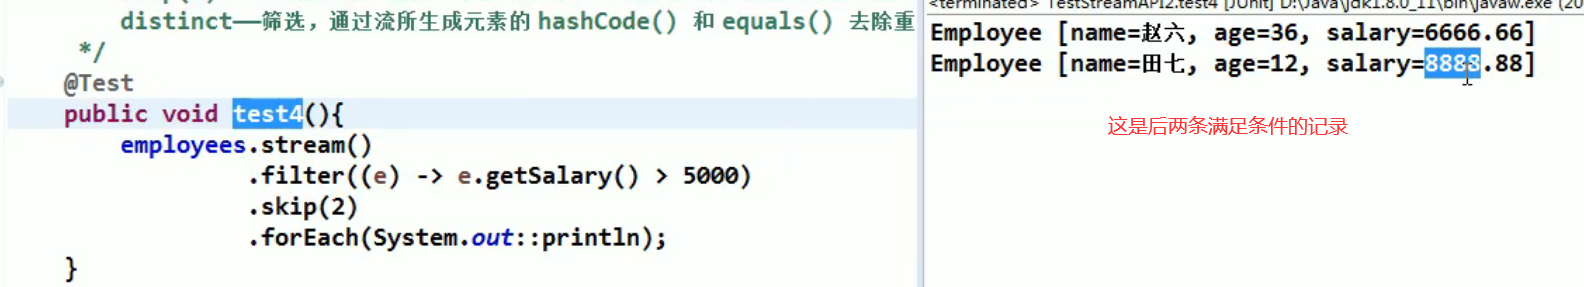 distinct——筛选，通过流所生成元素的 hashCode() 和 equals() 去除重
*/
@Test
public void test4(){
employees.stream()
.filter((e) -> e.getSalary() > 5000)
.skip(2)
.forEach(System.out::println);
}
<terminated> TestStreamAPI2.test4 [JUnit] D:\Java\jdk1.8.0_11\bin\javaw.exe (20
Employee [name=赵六, age=36, salary=6666.66]
Employee [name=田七, age=12, salary=8888.88]
这是后两条满足条件的记录